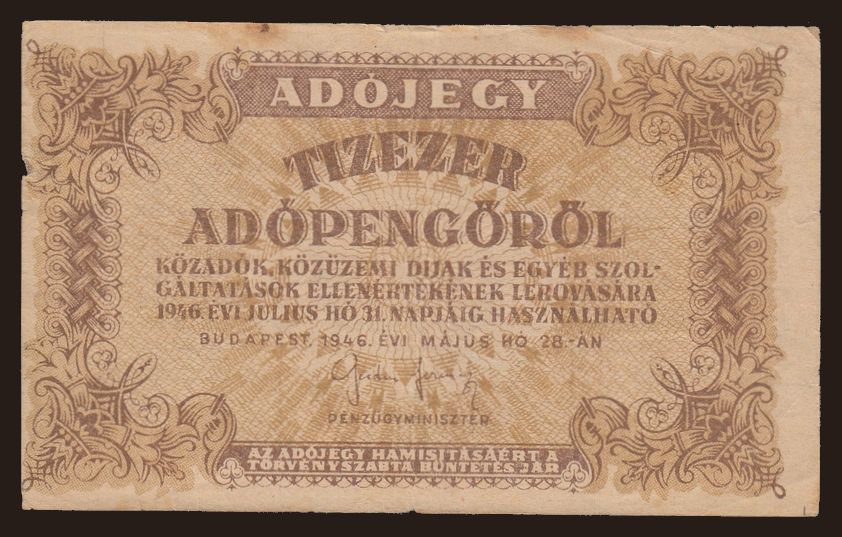 ADÓJEGY
TIZEZER
ADÓPENGŐRŐL
KÖZADÓK, KÖZÜZEMI DIJAK ÉS EGYÉB SZOL-
GÁLTATÁSOK ELLENÉRTÉKÉNEK LEROVÁSÁRA
1946. ÉVI JULIUS HÓ 31. NAPJÁIG HASZNÁLHATÓ
BUDAPEST, 1946. ÉVI MÁJUS HÓ 28-ÁN
PÉNZÜGYMINISZTER
AZ ADÓJEGY HAMISITÁSAÉRT A
TÖRVÉNYSZABTA BÜNTETÉS JÁR